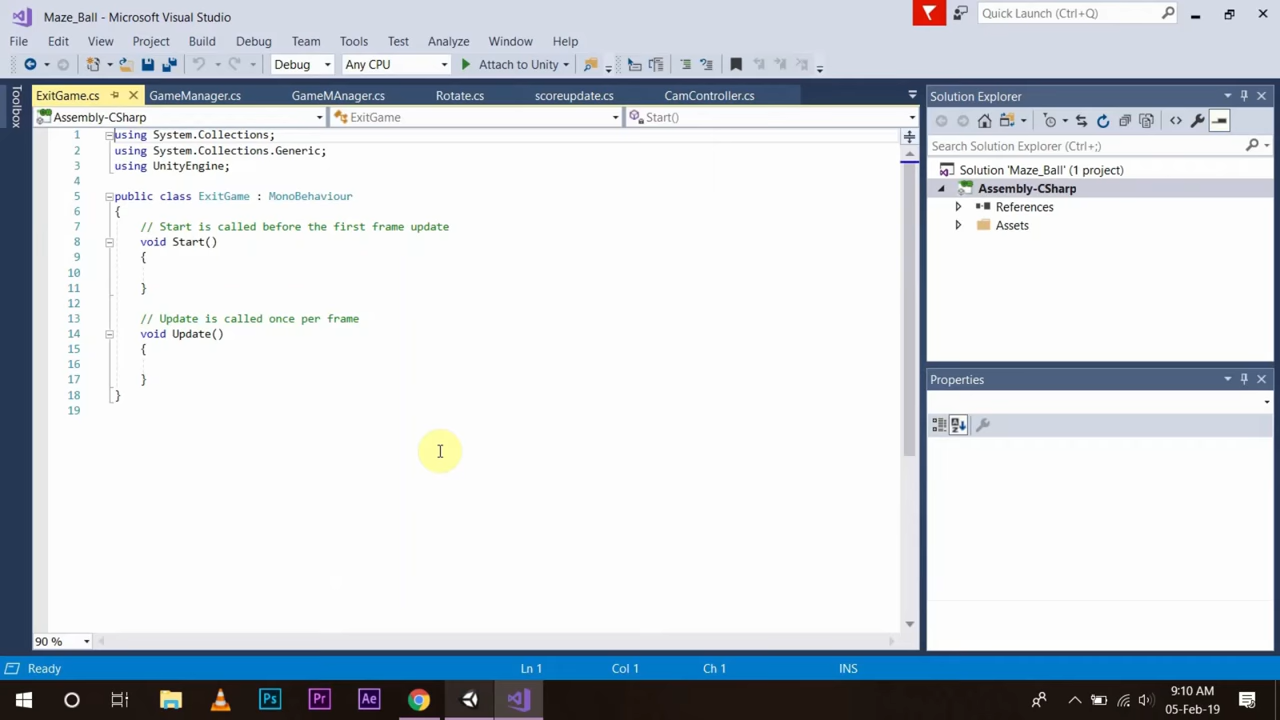 Maze_Ball - Microsoft Visual Studio
Quick Launch (Ctrl+Q)
File Edit View Project Build Debug Team Tools Test Analyze Window Help
Debug Any CPU Attach to Unity
Toolbox
ExitGame.cs GameManager.cs GameMAnager.cs Rotate.cs scoreupdate.cs CamController.cs
Assembly-CSharp ExitGame Start()
1 using System.Collections;
2 using System.Collections.Generic;
3 using UnityEngine;
4
5 public class ExitGame : MonoBehaviour
6 {
7 // Start is called before the first frame update
8 void Start()
9 {
10
11 }
12
13 // Update is called once per frame
14 void Update()
15 {
16
17 }
18 }
19
90 %
Solution Explorer
Search Solution Explorer (Ctrl+;)
Solution 'Maze_Ball' (1 project)
Assembly-CSharp
References
Assets
Properties
Ready Ln 1 Col 1 Ch 1 INS
Ps Pr Ae
9:10 AM
05-Feb-19